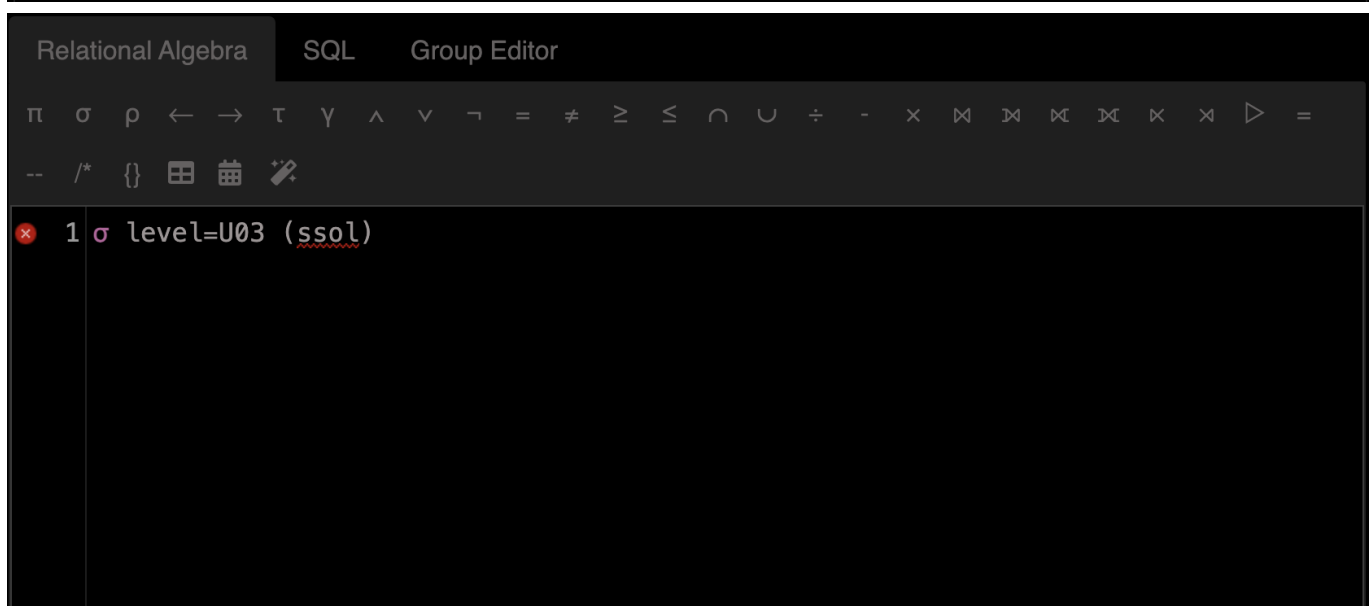 Relational Algebra SQL Group Editor
π σ ρ ← → τ γ ∧ ∨ ¬ = ≠ ≥ ≤ ∩ ∪ ÷ - × ⨝ ⟕ ⟖ ⟗ ⋉ ⋊ ▷ =
-- /* {}
1 σ level=U03 (ssol)